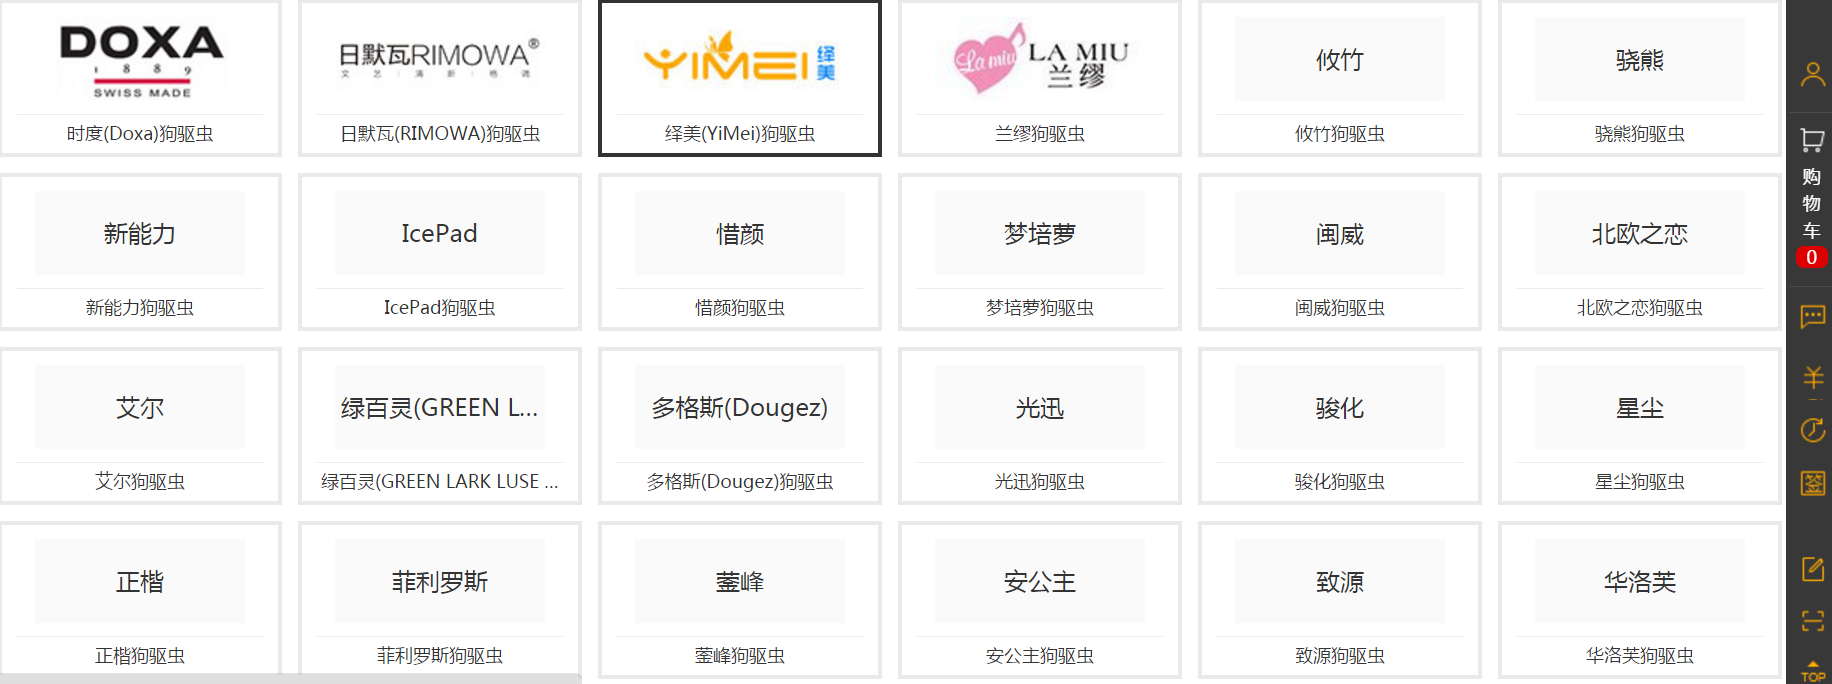 DOXA
1889
SWISS MADE
时度(Doxa)狗驱虫
日默瓦RIMOWA®
文艺|清新|格调
日默瓦(RIMOWA)狗驱虫
YIMEI 绎美
绎美(YiMei)狗驱虫
La miu
LA MIU
兰缪
兰缪狗驱虫
攸竹
攸竹狗驱虫
骁熊
骁熊狗驱虫
新能力
新能力狗驱虫
IcePad
IcePad狗驱虫
惜颜
惜颜狗驱虫
梦培萝
梦培萝狗驱虫
闽威
闽威狗驱虫
北欧之恋
北欧之恋狗驱虫
艾尔
艾尔狗驱虫
绿百灵(GREEN L...
绿百灵(GREEN LARK LUSE ...
多格斯(Dougez)
多格斯(Dougez)狗驱虫
光迅
光迅狗驱虫
骏化
骏化狗驱虫
星尘
星尘狗驱虫
正楷
正楷狗驱虫
菲利罗斯
菲利罗斯狗驱虫
蓥峰
蓥峰狗驱虫
安公主
安公主狗驱虫
致源
致源狗驱虫
华洛芙
华洛芙狗驱虫
购物车
0
签
TOP